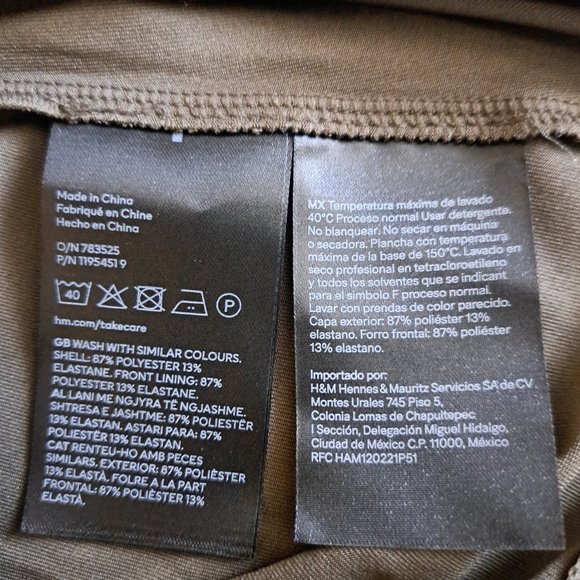 Made in China
Fabriqué en Chine
Hecho en China
O/N 783525
P/N 1195451 9
40
P
hm.com/takecare
GB WASH WITH SIMILAR COLOURS.
SHELL: 87% POLYESTER 13%
ELASTANE. FRONT LINING: 87%
POLYESTER 13% ELASTANE.
AL LANI ME NGJYRA TË NGJASHME.
SHTRESA E JASHTME: 87% POLIESTËR
13% ELASTAN. ASTARI PARA: 87%
POLIESTËR 13% ELASTAN.
CAT RENTEU-HO AMB PECES
SIMILARS. EXTERIOR: 87% POLIÈSTER
13% ELASTÀ. FOLRE A LA PART
FRONTAL: 87% POLIÈSTER 13%
ELASTÀ.
MX Temperatura máxima de lavado
40°C Proceso normal Usar detergente.
No blanquear. No secar en máquina
o secadora. Plancha con temperatura
máxima de la base de 150°C. Lavado en
seco profesional en tetracloroetileno
y todos los solventes que se indican
para el símbolo F proceso normal.
Lavar con prendas de color parecido.
Capa exterior: 87% poliéster
13% elastano. Forro frontal: 87% poliéster
13% elastano.
Importado por:
H&M Hennes & Mauritz Servicios SA de CV
Montes Urales 745 Piso 5,
Colonia Lomas de Chapultepec
I Sección, Delegación Miguel Hidalgo,
Ciudad de México C.P. 11000, México
RFC HAM120221P51